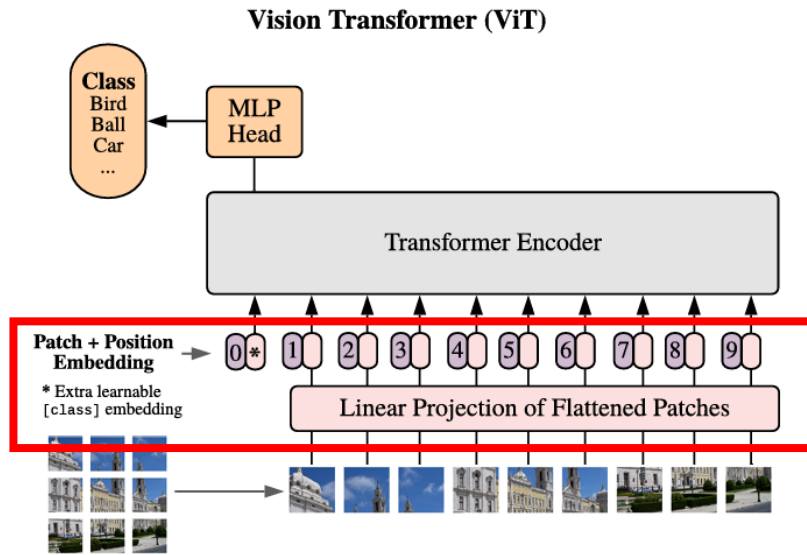 Vision Transformer (ViT)
Class
Bird
Ball
Car
...
MLP
Head
Transformer Encoder
Patch + Position
Embedding
0 * 1 2 3 4 5 6 7 8 9
* Extra learnable
[class] embedding
Linear Projection of Flattened Patches